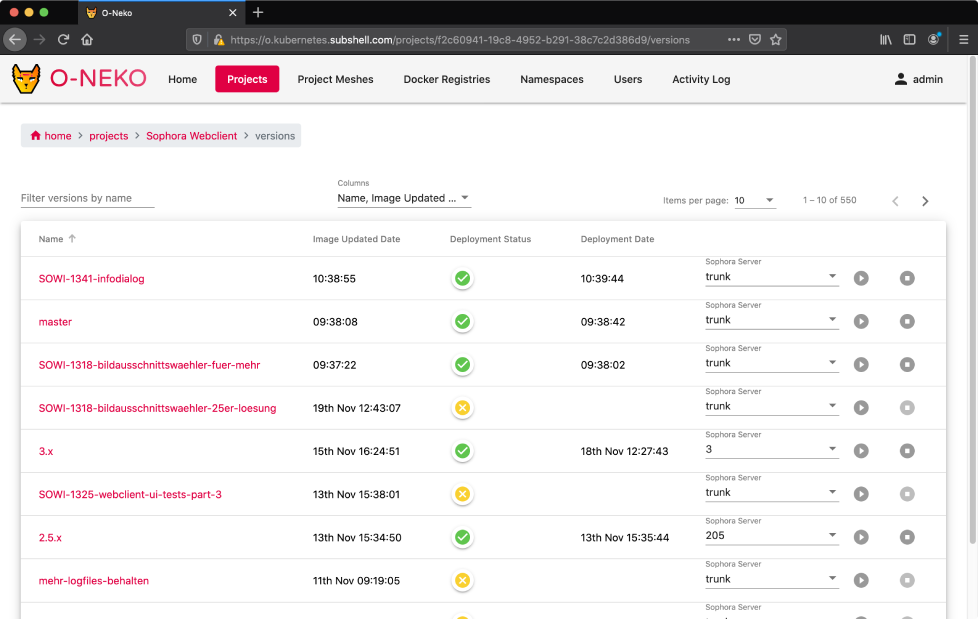 O-Neko
https://o.kubernetes.subshell.com/projects/f2c60941-19c8-4952-b291-38c7c2d386d9/versions
O-NEKO Home Projects Project Meshes Docker Registries Namespaces Users Activity Log admin
home > projects > Sophora Webclient > versions
Columns
Filter versions by name Name, Image Updated ... Items per page: 10 1 – 10 of 550
Name Image Updated Date Deployment Status Deployment Date
Sophora Server
SOWI-1341-infodialog 10:38:55 10:39:44 trunk
Sophora Server
master 09:38:08 09:38:42 trunk
Sophora Server
SOWI-1318-bildausschnittswaehler-fuer-mehr 09:37:22 09:38:02 trunk
Sophora Server
SOWI-1318-bildausschnittswaehler-25er-loesung 19th Nov 12:43:07 trunk
Sophora Server
3.x 15th Nov 16:24:51 18th Nov 12:27:43 3
Sophora Server
SOWI-1325-webclient-ui-tests-part-3 13th Nov 15:38:01 trunk
Sophora Server
2.5.x 13th Nov 15:34:50 13th Nov 15:35:44 205
Sophora Server
mehr-logfiles-behalten 11th Nov 09:19:05 trunk
Sophora Server